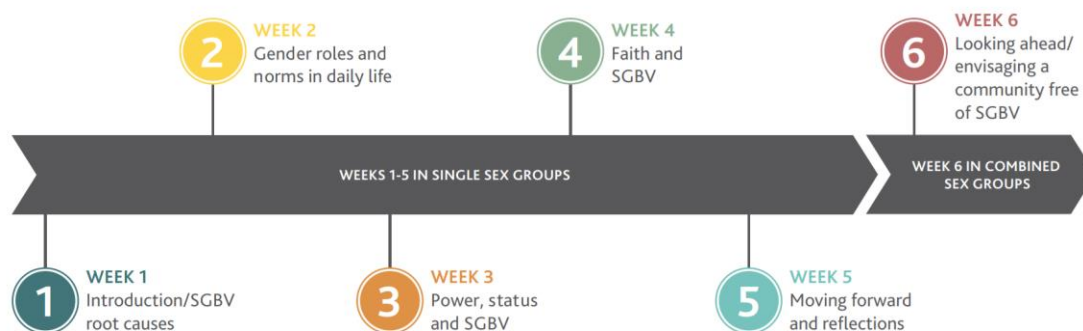 2
WEEK 2
Gender roles and
norms in daily life
4
WEEK 4
Faith and
SGBV
6
WEEK 6
Looking ahead/
envisaging a
community free
of SGBV
WEEKS 1-5 IN SINGLE SEX GROUPS
WEEK 6 IN COMBINED
SEX GROUPS
1
WEEK 1
Introduction/SGBV
root causes
3
WEEK 3
Power, status
and SGBV
5
WEEK 5
Moving forward
and reflections